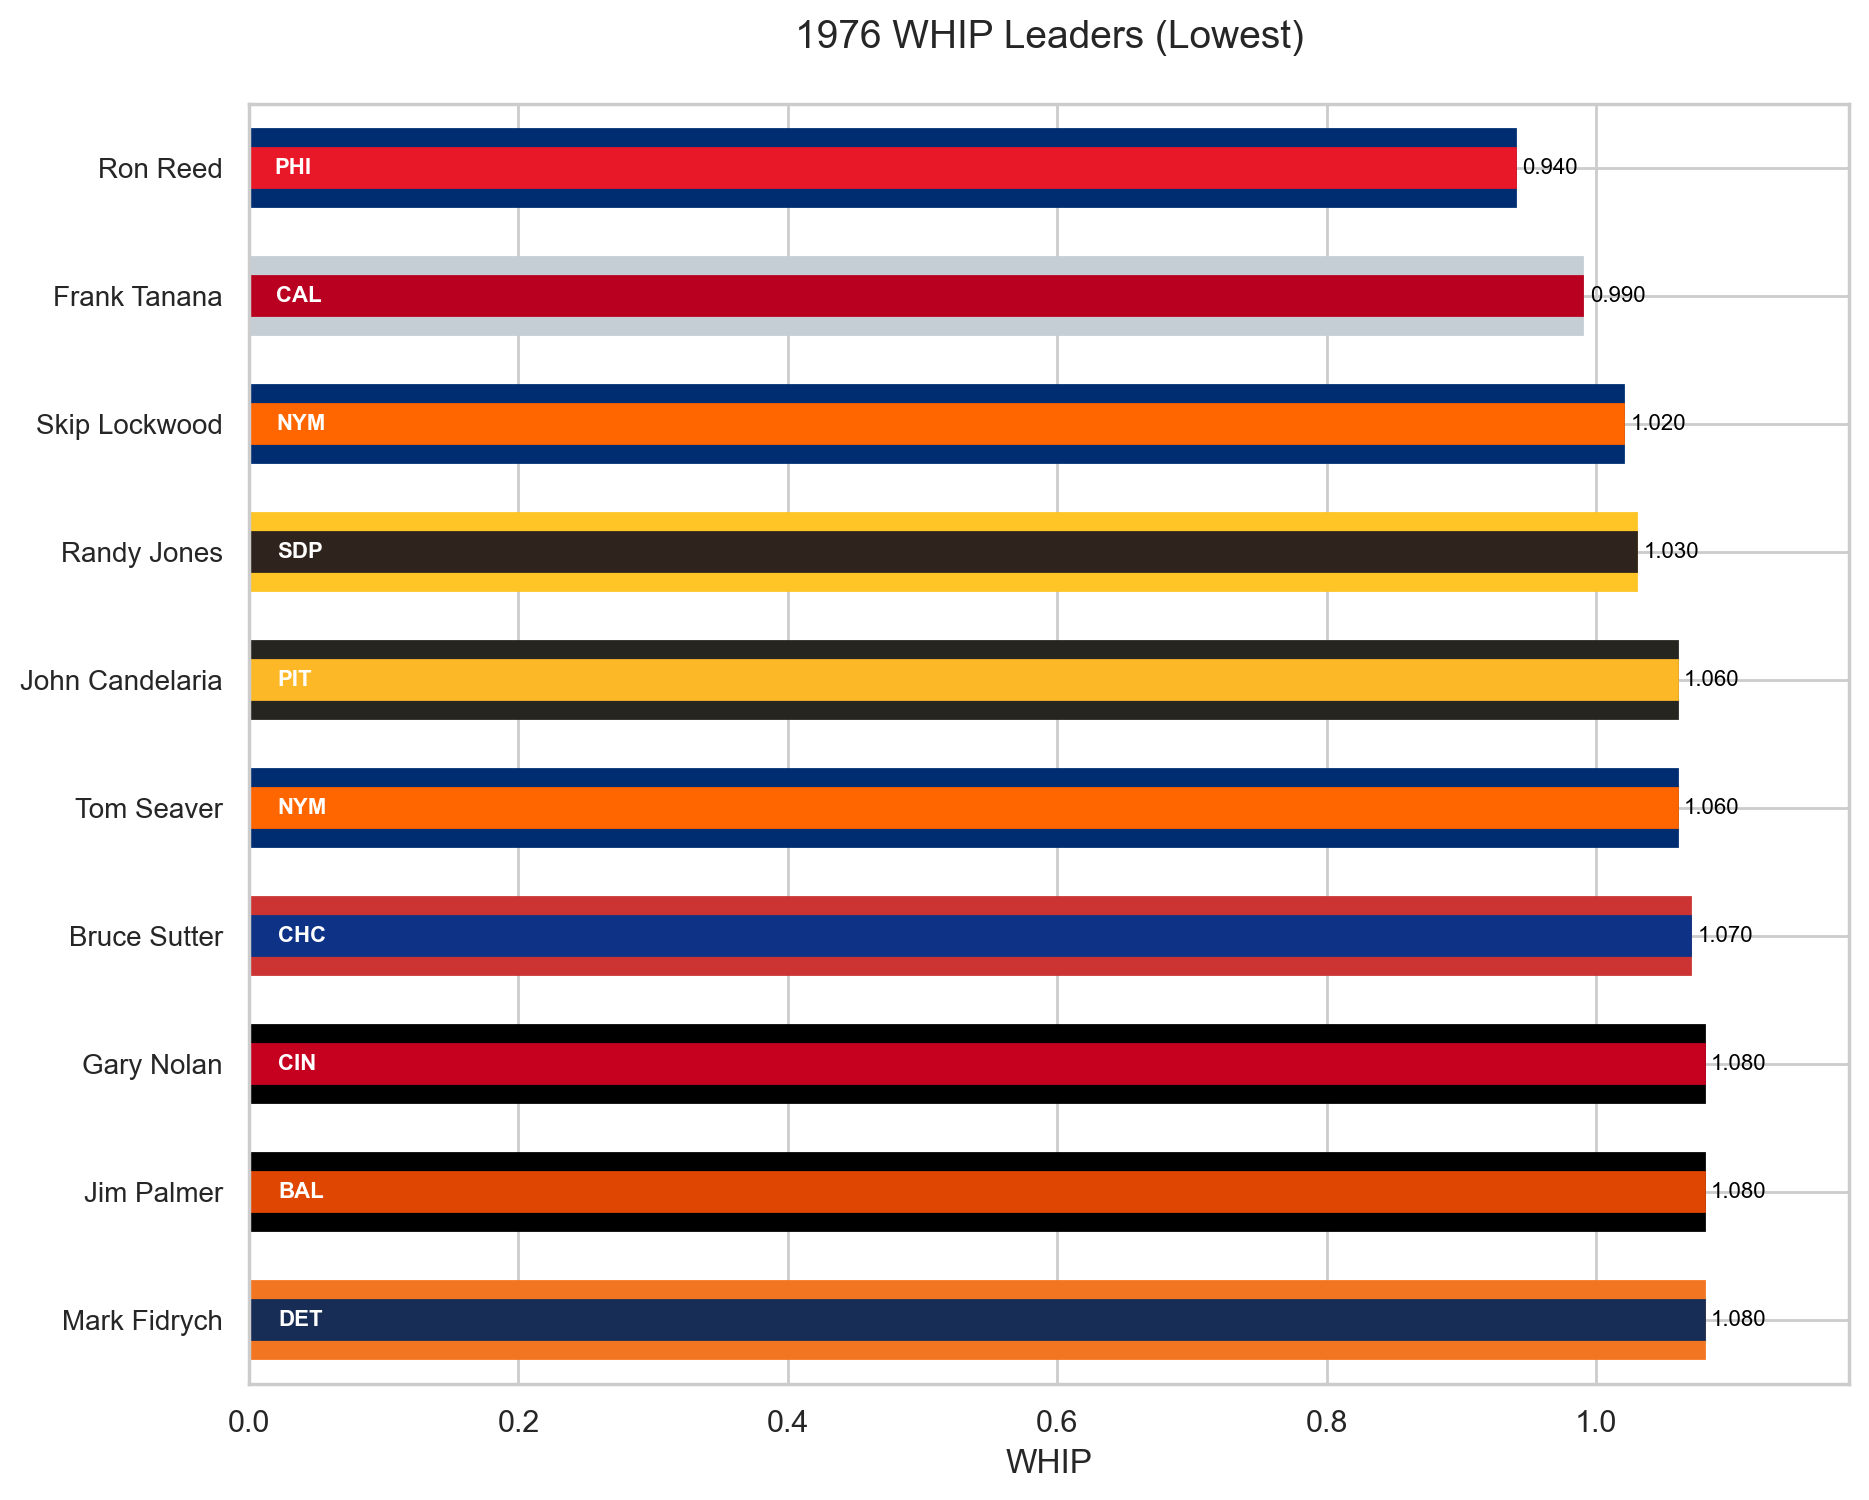 1976 WHIP Leaders (Lowest)
Ron Reed PHI 0.940
Frank Tanana CAL 0.990
Skip Lockwood NYM 1.020
Randy Jones SDP 1.030
John Candelaria PIT 1.060
Tom Seaver NYM 1.060
Bruce Sutter CHC 1.070
Gary Nolan CIN 1.080
Jim Palmer BAL 1.080
Mark Fidrych DET 1.080
0.0 0.2 0.4 0.6 0.8 1.0
WHIP